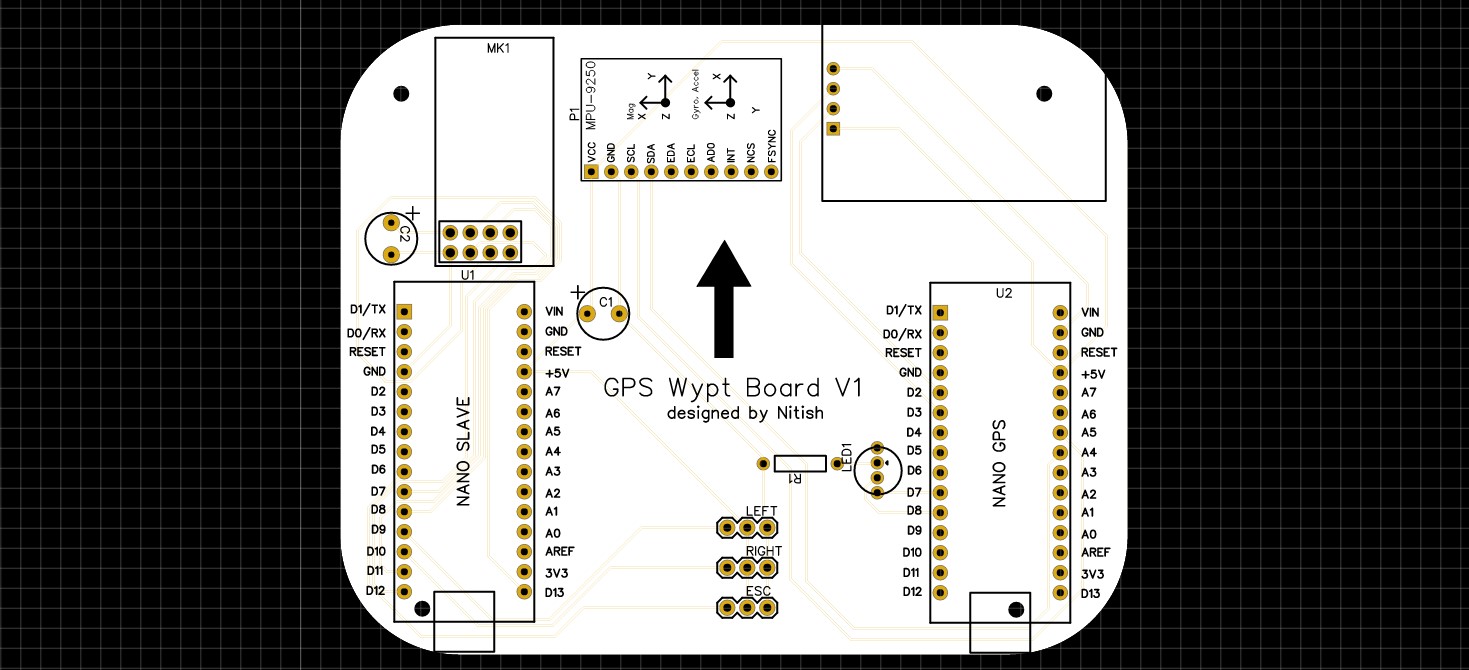 MK1
P1
MPU-9250
Mag
X
Y
Z
Gyro, Accel
X
Z
Y
VCC
GND
SCL
SDA
EDA
ECL
AD0
INT
NCS
FSYNC
+
C2
U1
+
C1
U2
D1/TX
D0/RX
RESET
GND
D2
D3
D4
D5
D6
D7
D8
D9
D10
D11
D12
NANO SLAVE
VIN
GND
RESET
+5V
A7
A6
A5
A4
A3
A2
A1
A0
AREF
3V3
D13
GPS Wypt Board V1
designed by Nitish
R1
LED1
LEFT
RIGHT
ESC
D1/TX
D0/RX
RESET
GND
D2
D3
D4
D5
D6
D7
D8
D9
D10
D11
D12
NANO GPS
VIN
GND
RESET
+5V
A7
A6
A5
A4
A3
A2
A1
A0
AREF
3V3
D13